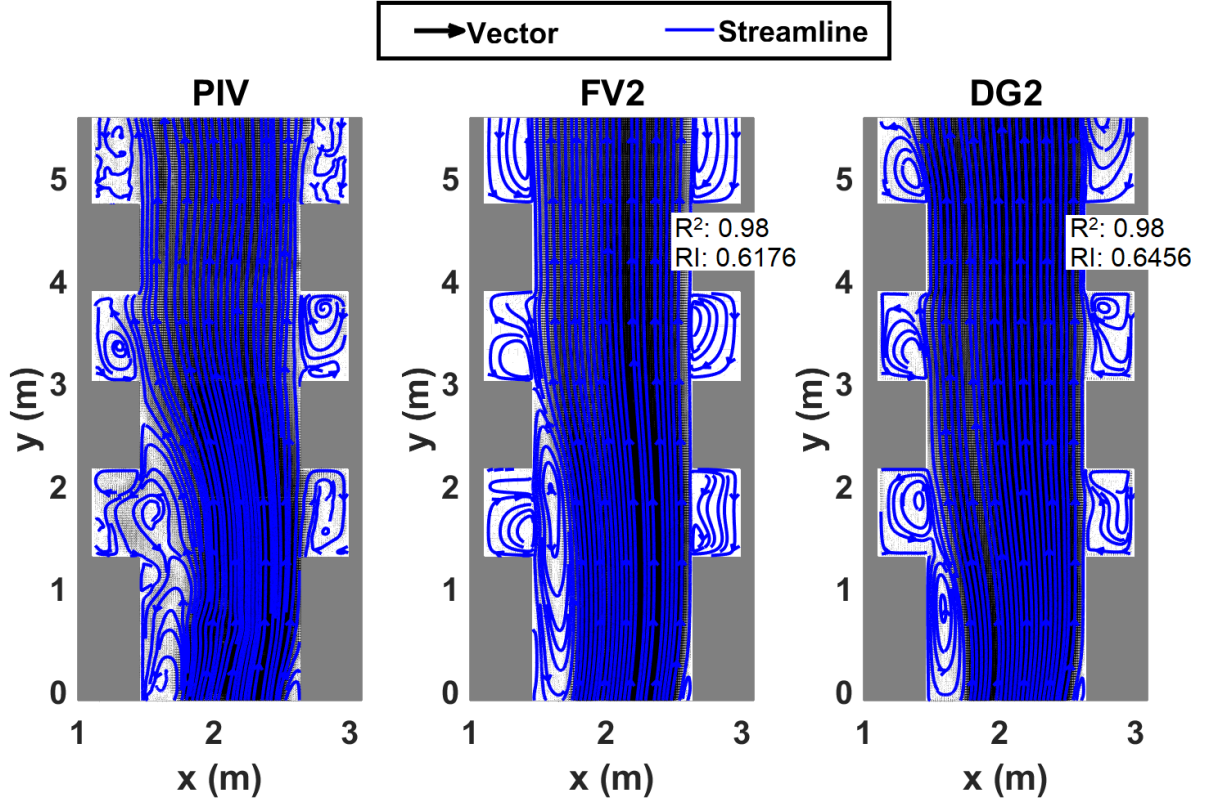 Vector Streamline
PIV FV2 DG2
5 5 5
R²: 0.98 R²: 0.98
RI: 0.6176 RI: 0.6456
4 4 4
3 3 3
y (m) y (m) y (m)
2 2 2
1 1 1
0 0 0
1 2 3 1 2 3 1 2 3
x (m) x (m) x (m)